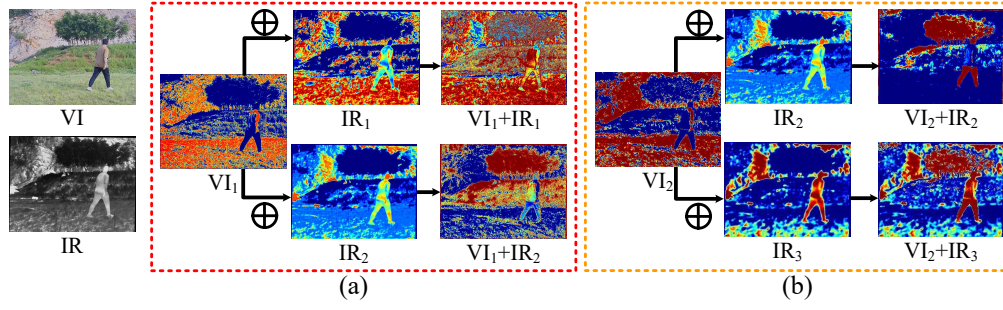 VI
IR
VI₁
IR₁
VI₁+IR₁
IR₂
VI₁+IR₂
(a)
VI₂
IR₂
VI₂+IR₂
IR₃
VI₂+IR₃
(b)